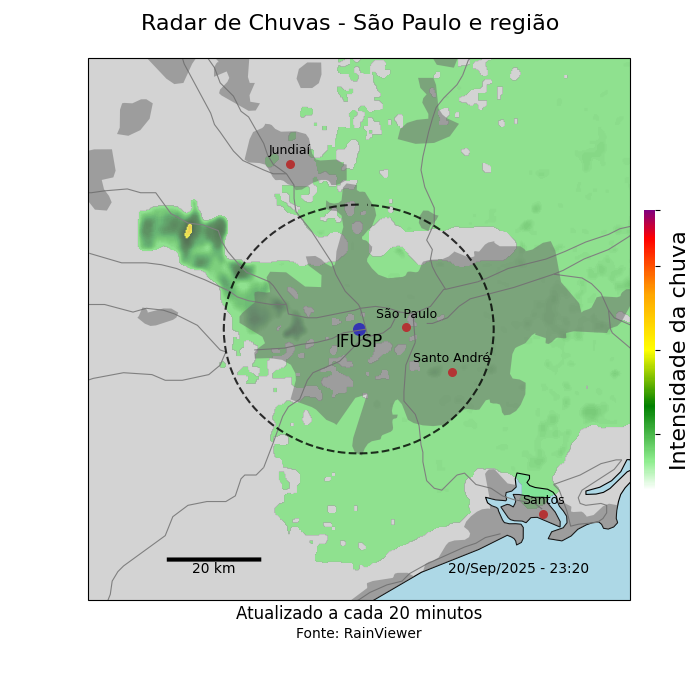 Radar de Chuvas - São Paulo e região
Jundiaí
São Paulo
IFUSP
Santo André
Santos
20 km
20/Sep/2025 - 23:20
Intensidade da chuva
Atualizado a cada 20 minutos
Fonte: RainViewer